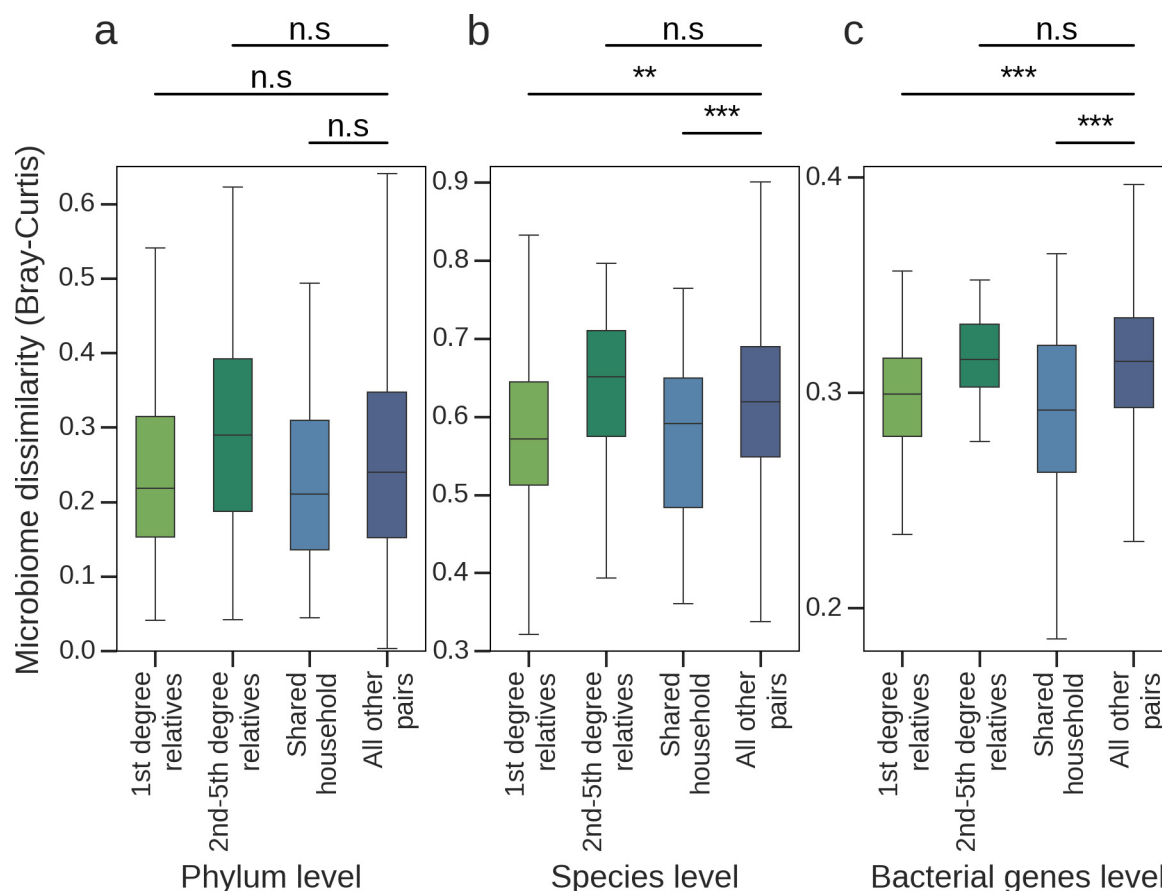 a
n.s
n.s
n.s
Microbiome dissimilarity (Bray-Curtis)
0.6
0.5
0.4
0.3
0.2
0.1
0.0
1st degree
relatives
2nd-5th degree
relatives
Shared
household
All other
pairs
Phylum level
b
n.s
**
***
0.9
0.8
0.7
0.6
0.5
0.4
0.3
1st degree
relatives
2nd-5th degree
relatives
Shared
household
All other
pairs
Species level
c
n.s
***
***
0.4
0.3
0.2
1st degree
relatives
2nd-5th degree
relatives
Shared
household
All other
pairs
Bacterial genes level